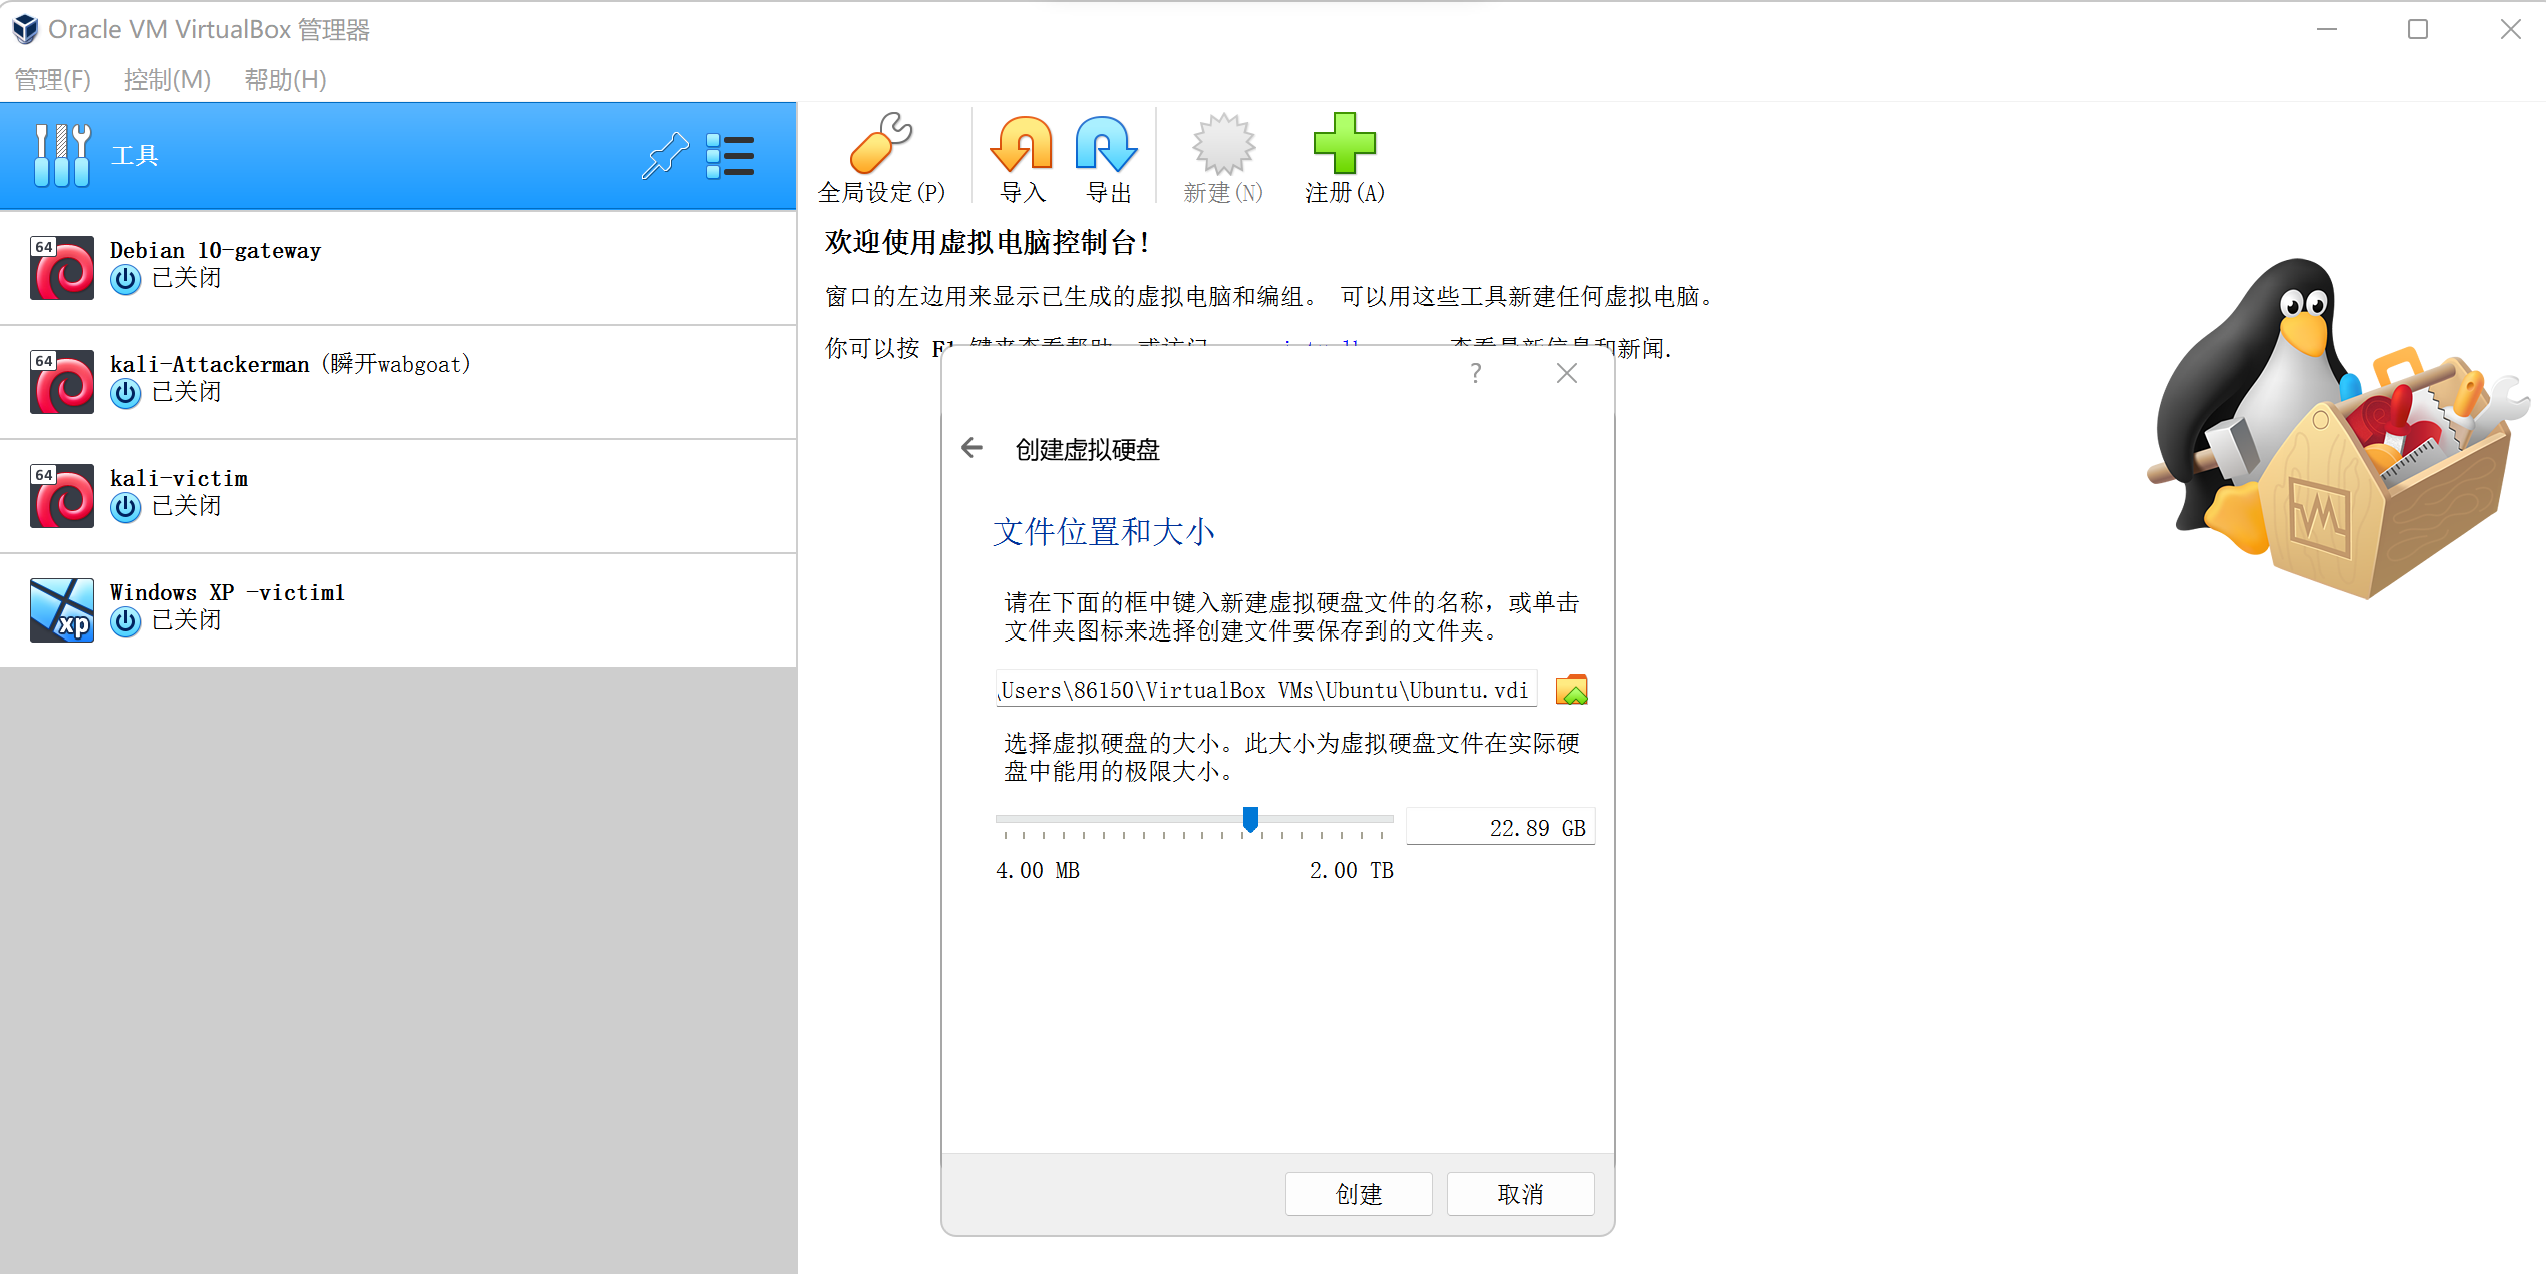 Oracle VM VirtualBox 管理器
管理(F) 控制(M) 帮助(H)
工具
全局设定(P) 导入 导出 新建(N) 注册(A)
64 Debian 10-gateway
已关闭
64 kali-Attackerman (瞬开wabgoat)
已关闭
64 kali-victim
已关闭
xp Windows XP -victim1
已关闭
欢迎使用虚拟电脑控制台!
窗口的左边用来显示已生成的虚拟电脑和编组。 可以用这些工具新建任何虚拟电脑。
你可以按 F1 键来查看帮助 或访问 查看最新信息和新闻.
?
创建虚拟硬盘
文件位置和大小
请在下面的框中键入新建虚拟硬盘文件的名称，或单击
文件夹图标来选择创建文件要保存到的文件夹。
\Users\86150\VirtualBox VMs\Ubuntu\Ubuntu.vdi
选择虚拟硬盘的大小。此大小为虚拟硬盘文件在实际硬
盘中能用的极限大小。
22.89 GB
4.00 MB 2.00 TB
创建 取消